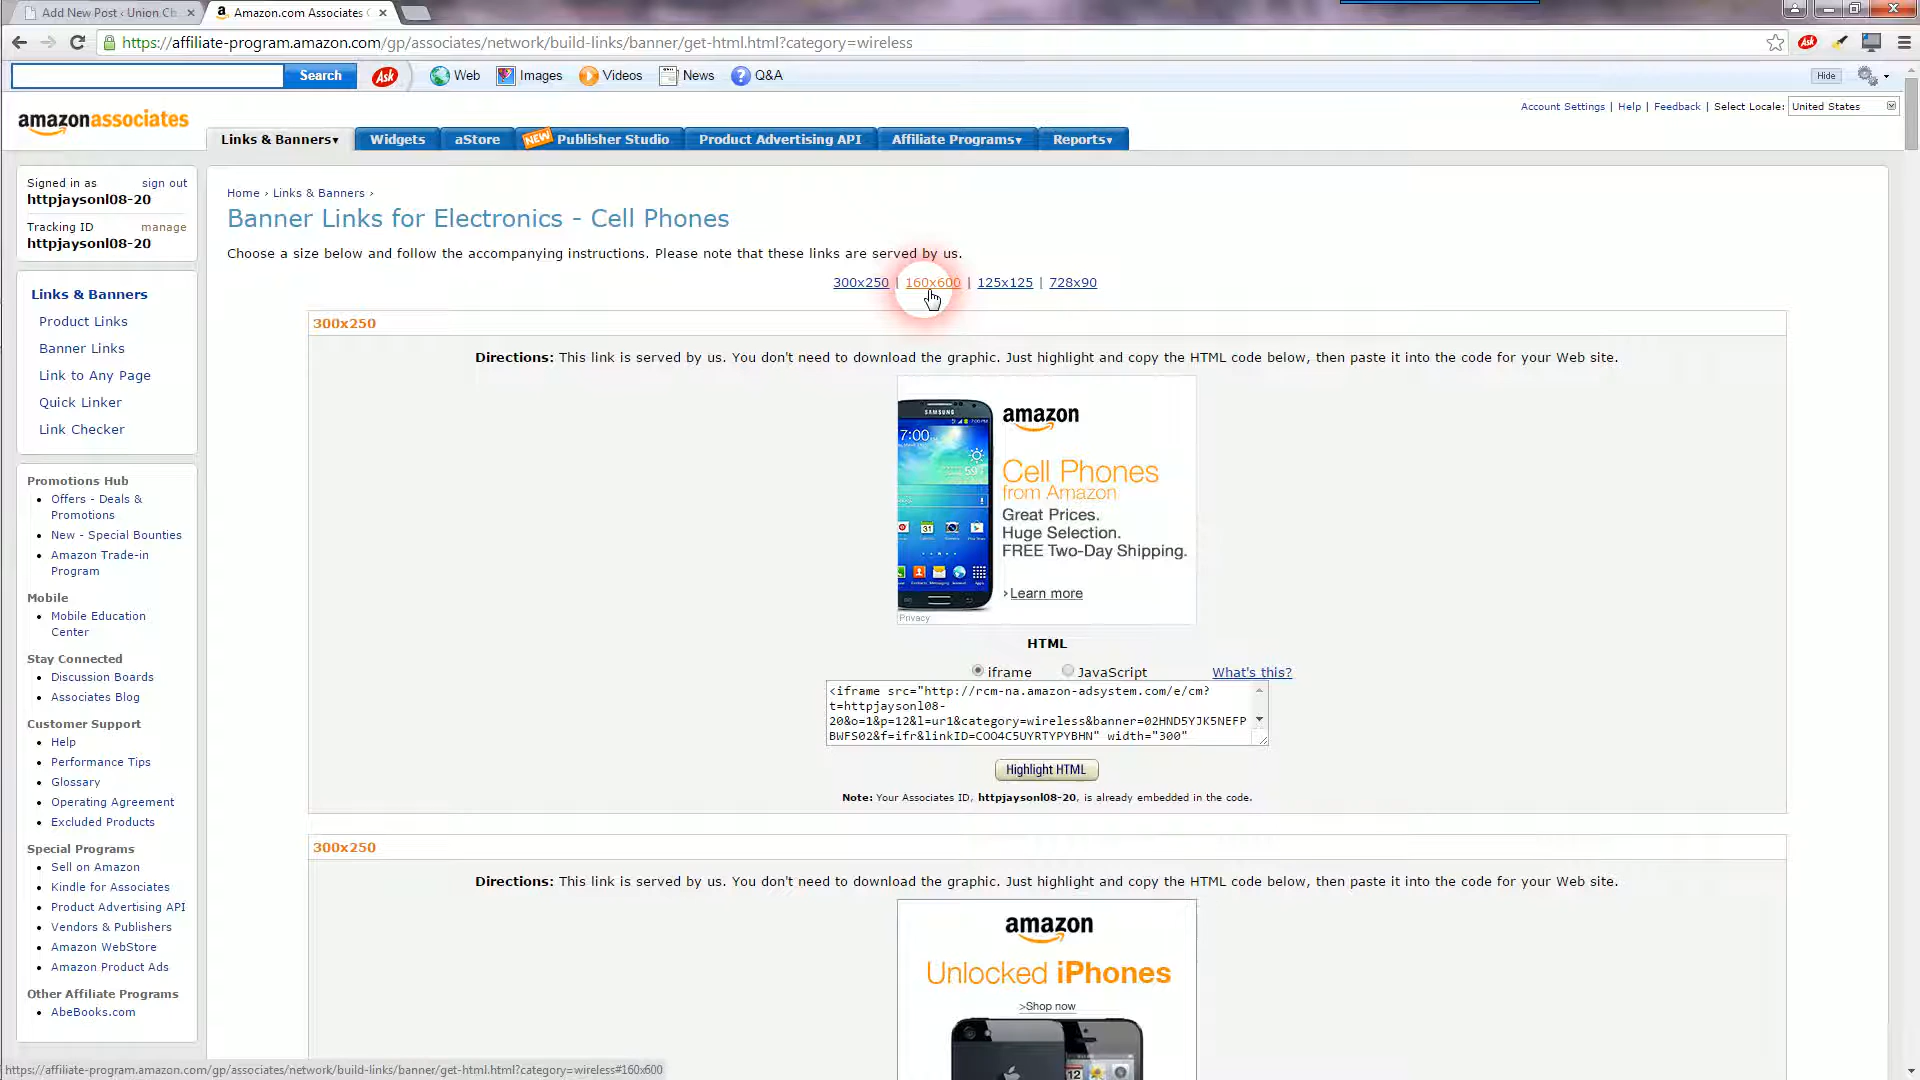 Add New Post ‹ Union Ch
Amazon.com Associates C
https://affiliate-program.amazon.com/gp/associates/network/build-links/banner/get-html.html?category=wireless
Ask
Search
Ask
Web
Images
Videos
News
Q&A
Hide
amazonassociates
Account Settings | Help | Feedback | Select Locale: United States
Links & Banners▾
Widgets
aStore
NEW Publisher Studio
Product Advertising API
Affiliate Programs▾
Reports▾
Signed in as sign out
httpjaysonl08-20
Tracking ID manage
httpjaysonl08-20
Links & Banners
Product Links
Banner Links
Link to Any Page
Quick Linker
Link Checker
Promotions Hub
Offers - Deals &
Promotions
New - Special Bounties
Amazon Trade-in
Program
Mobile
Mobile Education
Center
Stay Connected
Discussion Boards
Associates Blog
Customer Support
Help
Performance Tips
Glossary
Operating Agreement
Excluded Products
Special Programs
Sell on Amazon
Kindle for Associates
Product Advertising API
Vendors & Publishers
Amazon WebStore
Amazon Product Ads
Other Affiliate Programs
AbeBooks.com
Home › Links & Banners ›
Banner Links for Electronics - Cell Phones
Choose a size below and follow the accompanying instructions. Please note that these links are served by us.
300x250 | 160x600 | 125x125 | 728x90
300x250
Directions: This link is served by us. You don't need to download the graphic. Just highlight and copy the HTML code below, then paste it into the code for your Web site.
SAMSUNG
7:00
59
amazon
Cell Phones
from Amazon
Great Prices.
Huge Selection.
FREE Two-Day Shipping.
›Learn more
Privacy
HTML
iframe JavaScript What's this?
<iframe src="http://rcm-na.amazon-adsystem.com/e/cm?
t=httpjaysonl08-
20&o=1&p=12&l=ur1&category=wireless&banner=02HND5YJK5NEFP
BWFS02&f=ifr&linkID=COO4C5UYRTYPYBHN" width="300"
Highlight HTML
Note: Your Associates ID, httpjaysonl08-20, is already embedded in the code.
300x250
Directions: This link is served by us. You don't need to download the graphic. Just highlight and copy the HTML code below, then paste it into the code for your Web site.
amazon
Unlocked iPhones
>Shop now
https://affiliate-program.amazon.com/gp/associates/network/build-links/banner/get-html.html?category=wireless#160x600